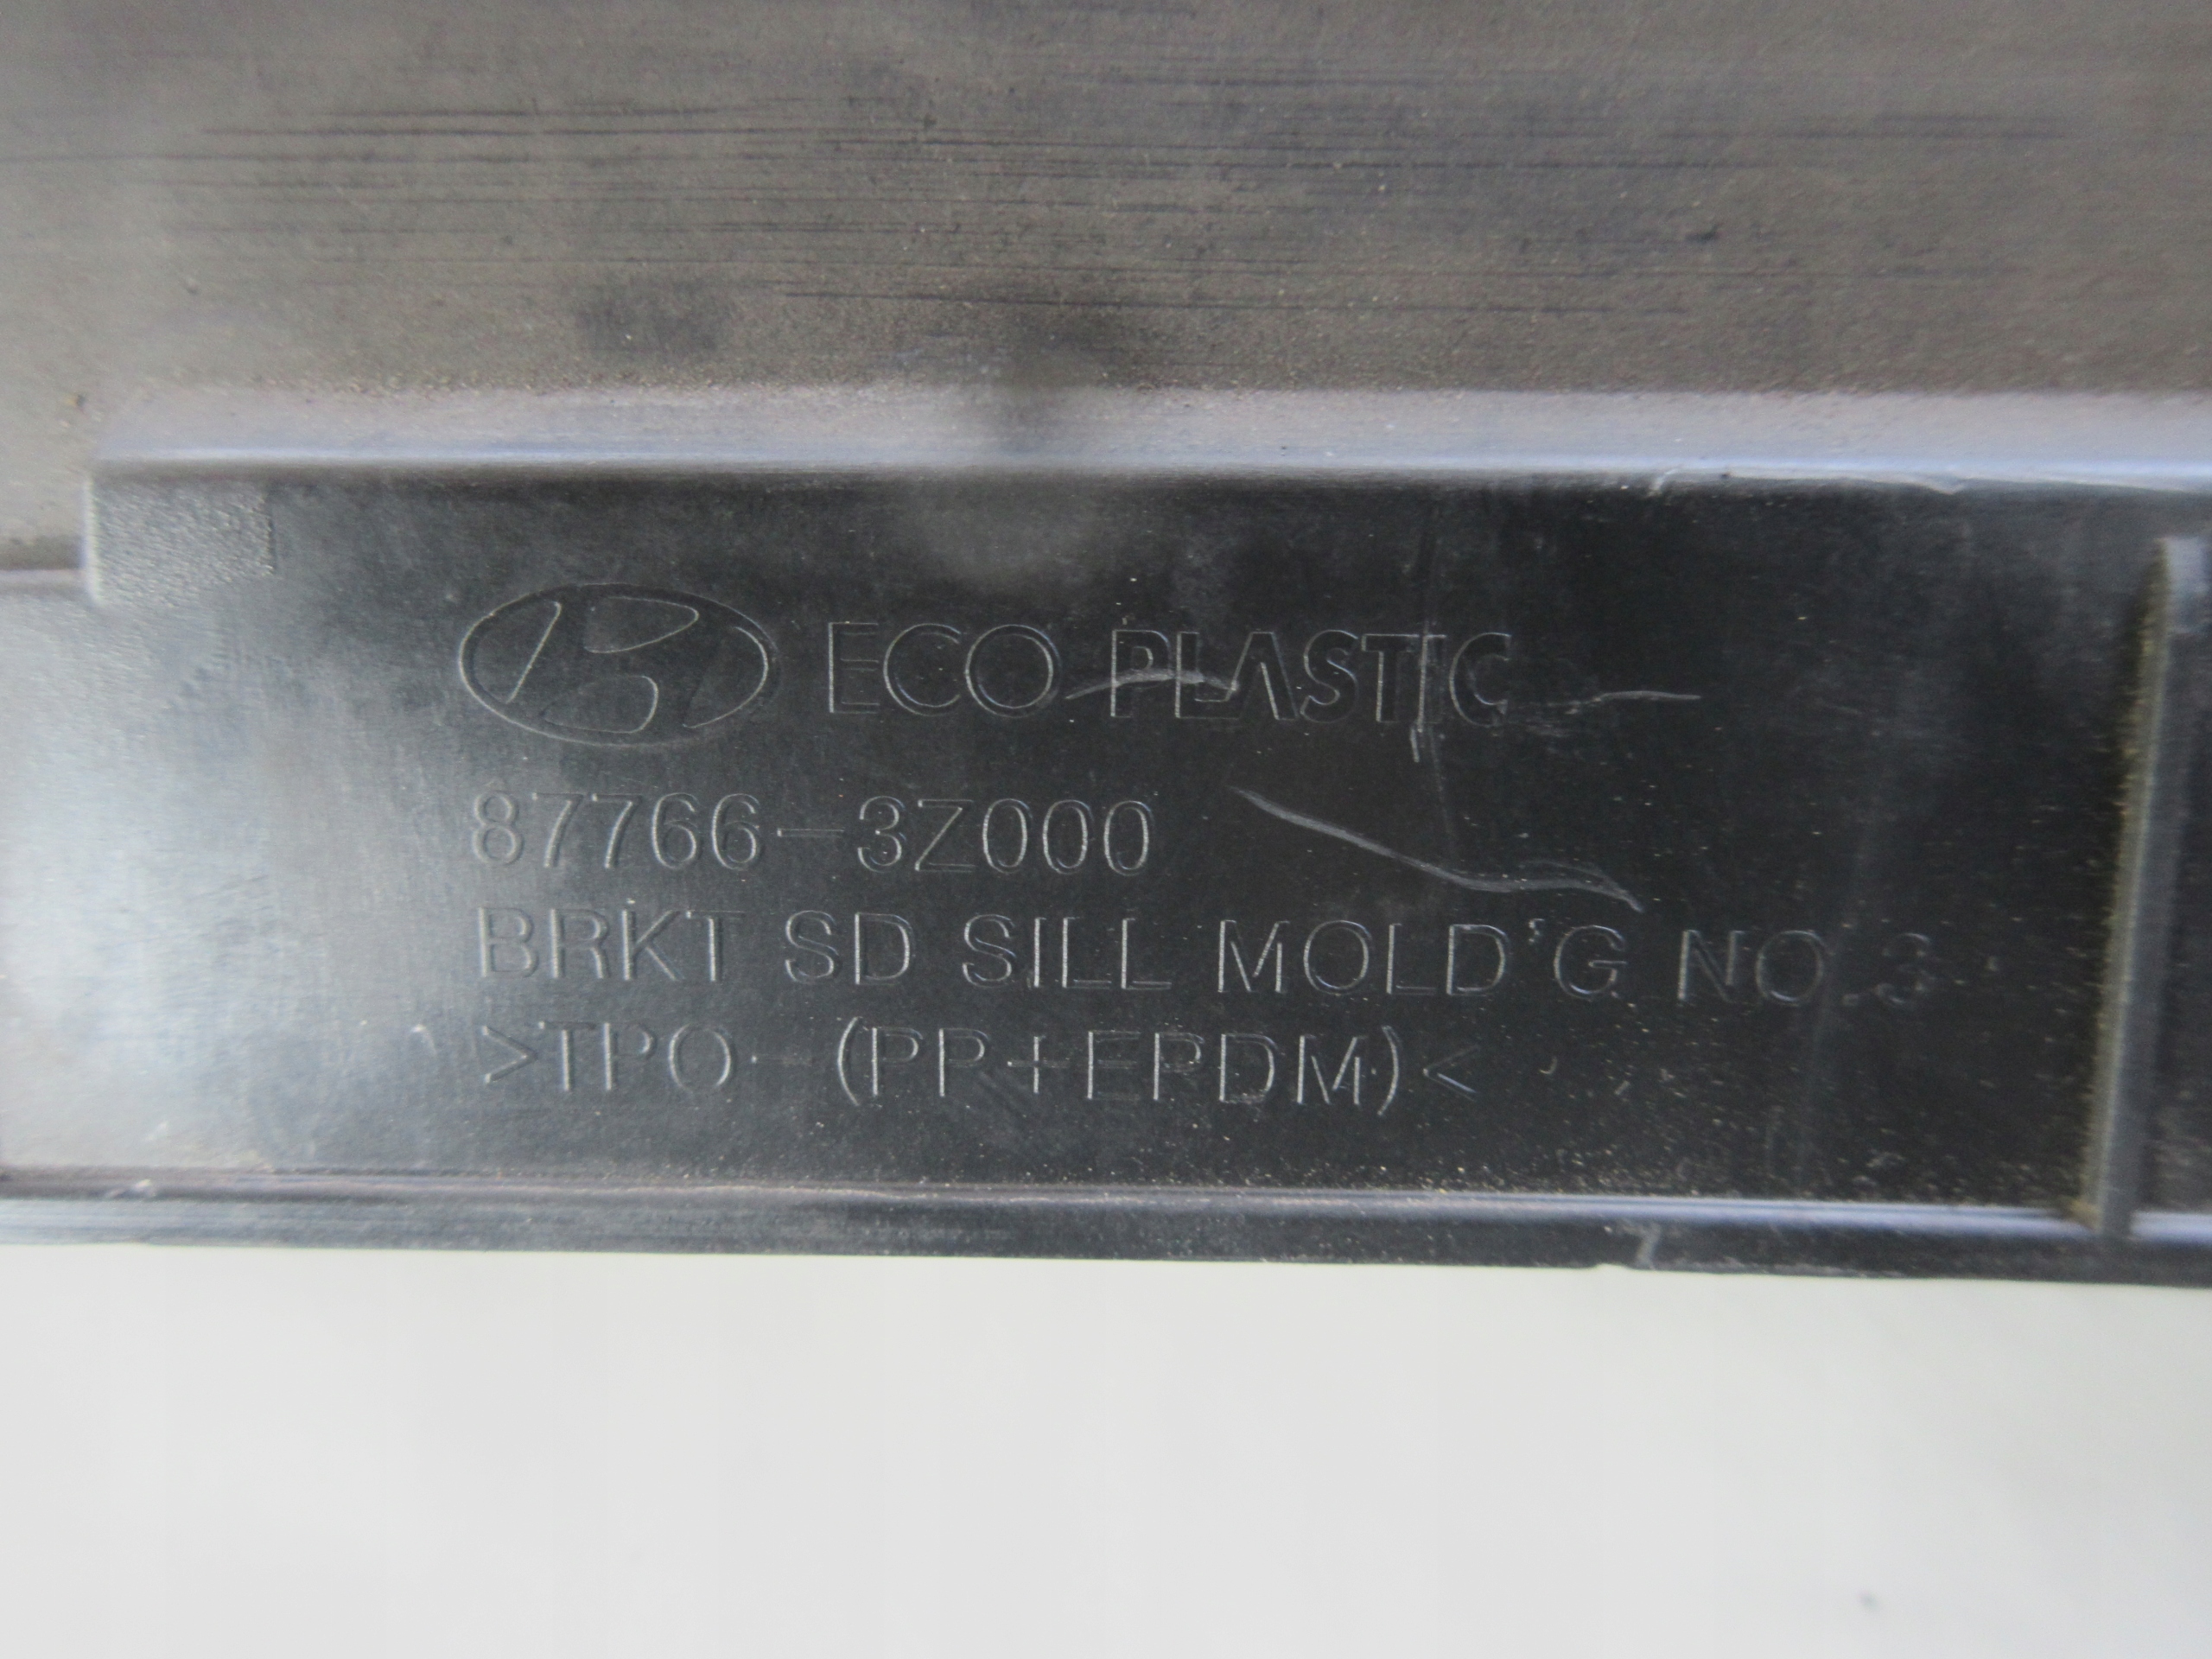 ECO PLASTIC
87766-3Z000
BRKT SD SILL MOLD'G NO.3
>TPO-(PP+EPDM)<